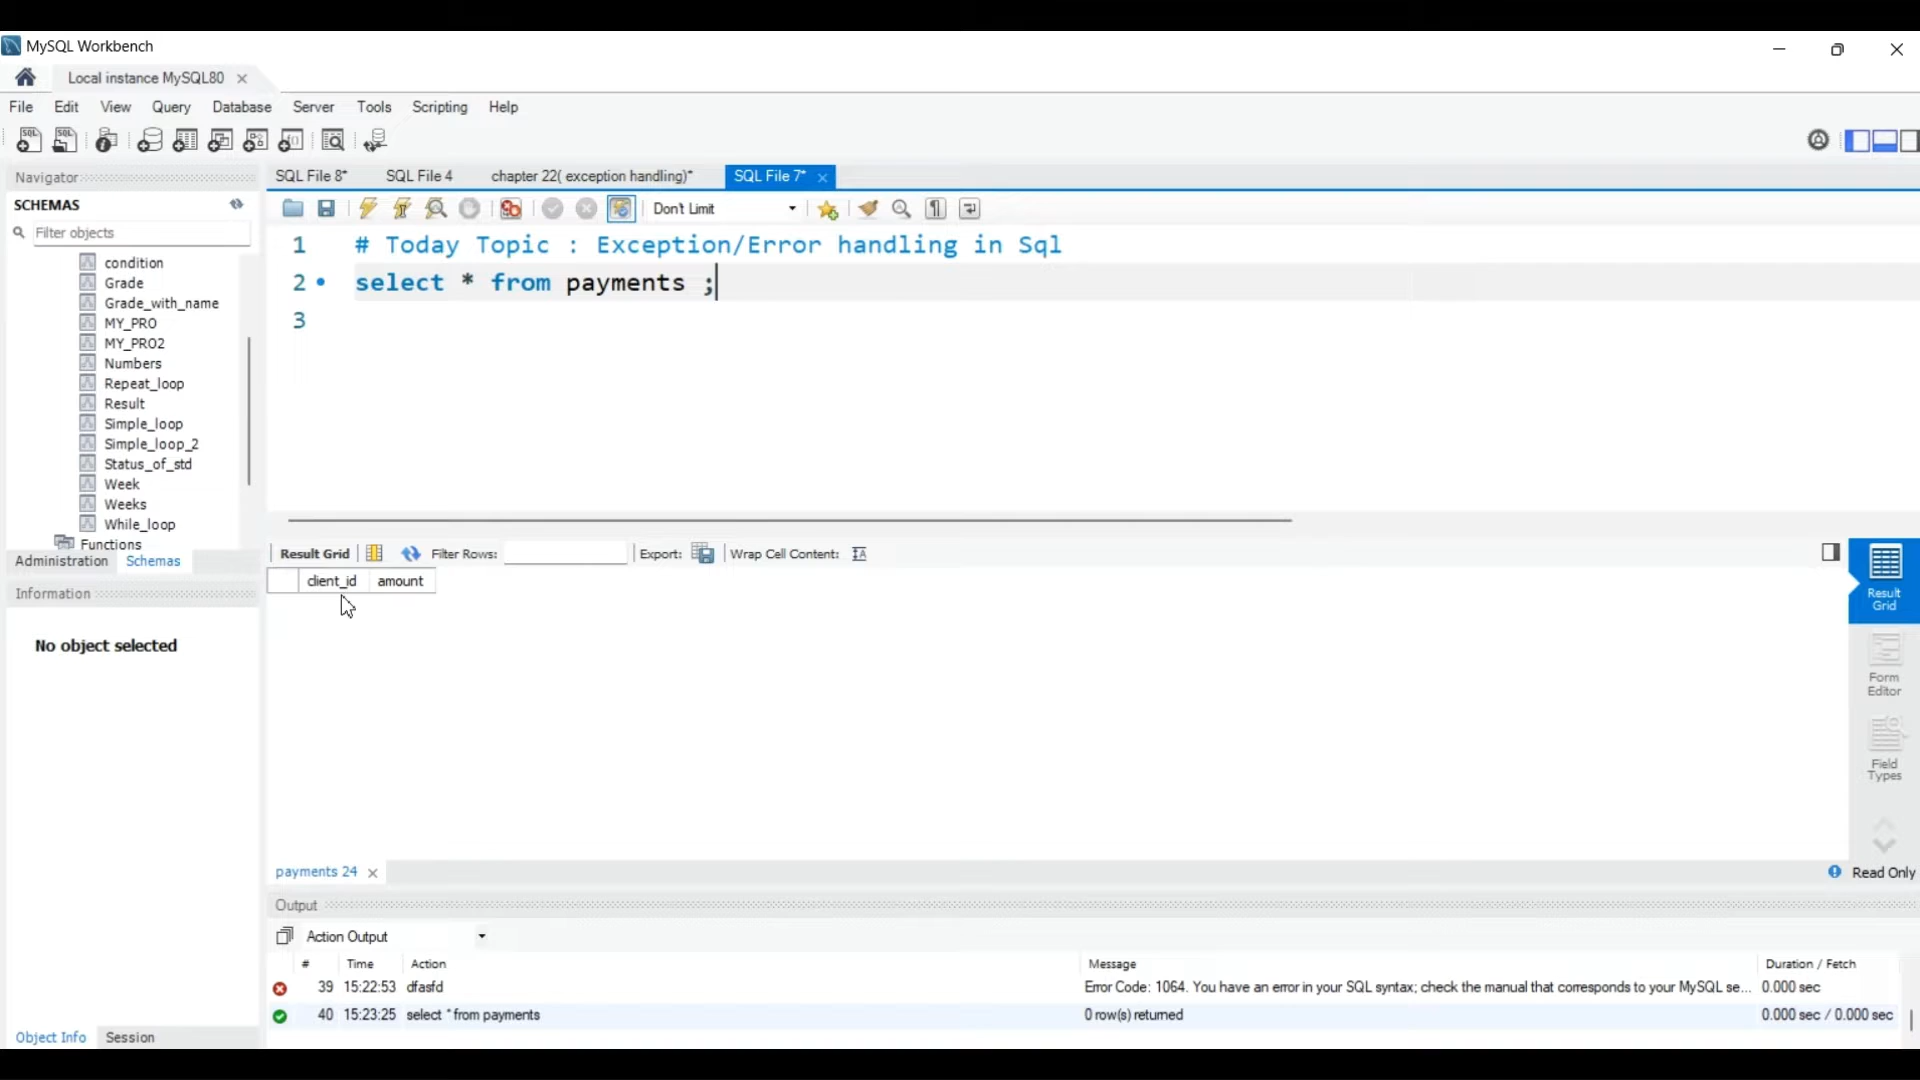 MySQL Workbench
Local instance MySQL80
File Edit View Query Database Server Tools Scripting Help
Navigator
SCHEMAS
Filter objects
condition
Grade
Grade_with_name
MY_PRO
MY_PRO2
Numbers
Repeat_loop
Result
Simple_loop
Simple_loop_2
Status_of_std
Week
Weeks
While_loop
Functions
Administration Schemas
Information
No object selected
Object Info Session
SQL File 8* SQL File 4 chapter 22( exception handling)* SQL File 7*
Don't Limit
1 # Today Topic : Exception/Error handling in Sql
2 select * from payments ;
3
Result Grid Filter Rows: Export: Wrap Cell Content:
client_id amount
Result
Grid
Form
Editor
Field
Types
payments 24
Read Only
Output
Action Output
# Time Action Message Duration / Fetch
39 15:22:53 dfasfd Error Code: 1064. You have an error in your SQL syntax; check the manual that corresponds to your MySQL se... 0.000 sec
40 15:23:25 select * from payments 0 row(s) returned 0.000 sec / 0.000 sec